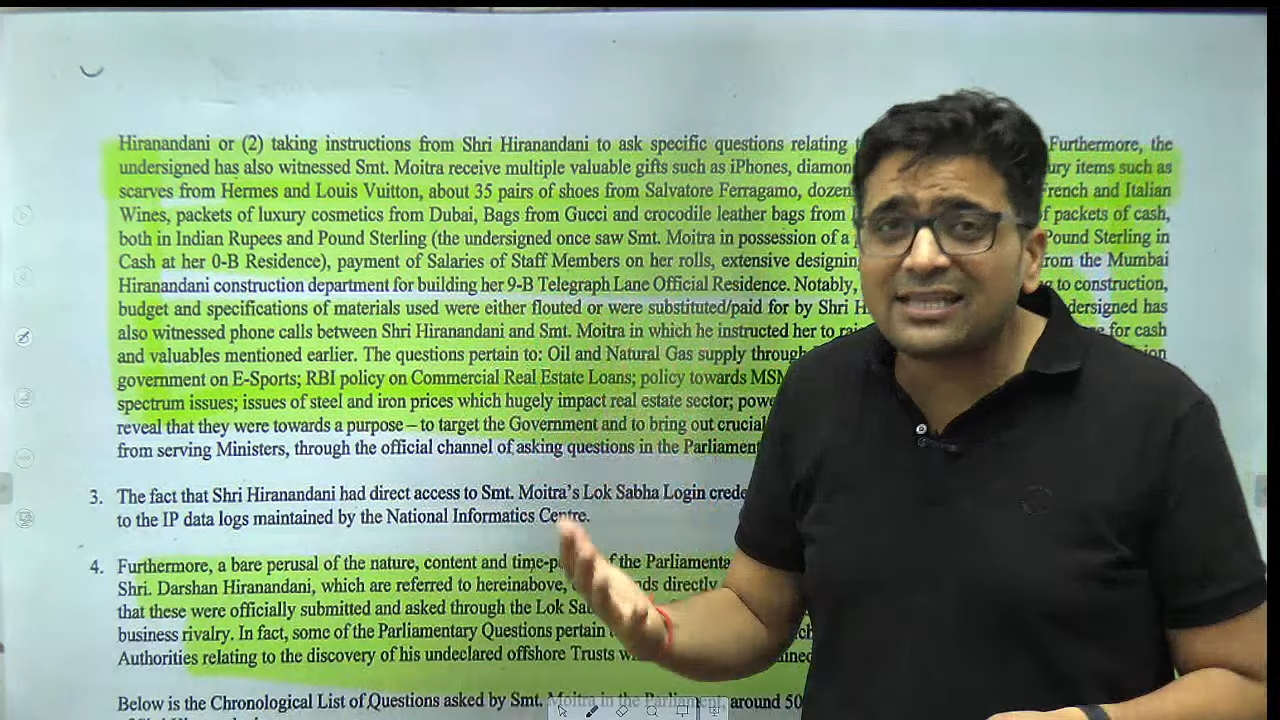 Hiranandani or (2) taking instructions from Shri Hiranandani to ask specific questions relating Furthermore, the
undersigned has also witnessed Smt. Moitra receive multiple valuable gifts such as iPhones, items such as
scarves from Hermes and Louis Vuitton, about 35 pairs of shoes from Salvatore Ferragamo, French and Italian
Wines, packets of luxury cosmetics from Dubai, Bags from Gucci and crocodile leather bags from of packets of cash,
both in Indian Rupees and Pound Sterling (the undersigned once saw Smt. Moitra in possession of a Pound Sterling in
Cash at her 0-B Residence), payment of Salaries of Staff Members on her rolls, extensive from the Mumbai
Hiranandani construction department for building her 9-B Telegraph Lane Official Residence. Notably, to construction,
budget and specifications of materials used were either flouted or were substituted/paid for by Shri has
also witnessed phone calls between Shri Hiranandani and Smt. Moitra in which he instructed her to for cash
and valuables mentioned earlier. The questions pertain to: Oil and Natural Gas supply
government on E-Sports; RBI policy on Commercial Real Estate Loans; policy towards
spectrum issues; issues of steel and iron prices which hugely impact real estate sector;
reveal that they were towards a purpose – to target the Government and to bring out
from serving Ministers, through the official channel of asking questions in the
3. The fact that Shri Hiranandani had direct access to Smt. Moitra's Lok Sabha Login
to the IP data logs maintained by the National Informatics Centre.
4. Furthermore, a bare perusal of the nature, content and of the
Shri. Darshan Hiranandani, which are referred to hereinabove, directly
that these were officially submitted and asked through the Lok
business rivalry. In fact, some of the Parliamentary Questions pertain
Authorities relating to the discovery of his undeclared offshore Trusts
Below is the Chronological List of Questions asked by Smt. Moitra in the Parliament, around 50